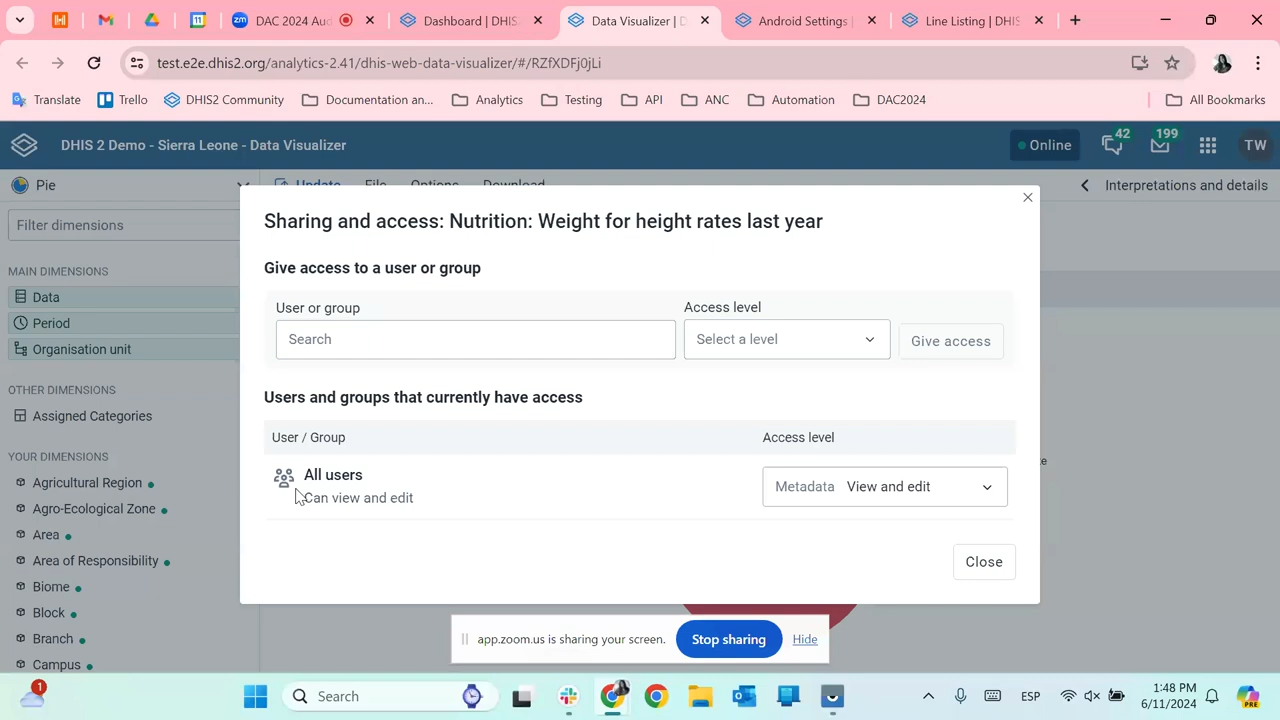 DAC 2024 Aud
Dashboard | DHIS
Data Visualizer | D
Android Settings
Line Listing | DHIS
test.e2e.dhis2.org/analytics-2.41/dhis-web-data-visualizer/#/RZfXDFj0jLi
Translate
Trello
DHIS2 Community
Documentation an...
Analytics
Testing
API
ANC
Automation
DAC2024
All Bookmarks
DHIS 2 Demo - Sierra Leone - Data Visualizer
Online
42
199
TW
Pie
Update
File
Options
Download
Interpretations and details
Filter dimensions
MAIN DIMENSIONS
Data
Period
Organisation unit
OTHER DIMENSIONS
Assigned Categories
YOUR DIMENSIONS
Agricultural Region
Agro-Ecological Zone
Area
Area of Responsibility
Biome
Block
Branch
Campus
Sharing and access: Nutrition: Weight for height rates last year
Give access to a user or group
User or group
Access level
Search
Select a level
Give access
Users and groups that currently have access
User / Group
Access level
All users
Can view and edit
Metadata View and edit
Close
app.zoom.us is sharing your screen.
Stop sharing
Hide
1
Search
ESP
1:48 PM
6/11/2024
PRE